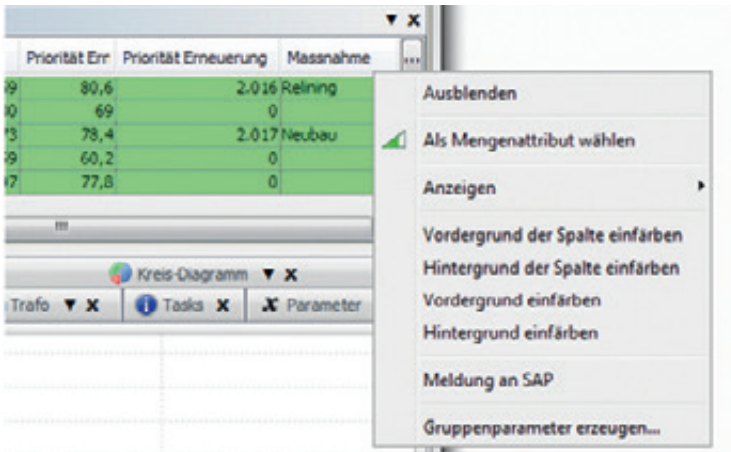 Priorität Err Priorität Erneuerung Massnahme ...
80,6 2.016 Relining
69 0
78,4 2.017 Neubau
60,2 0
77,8 0
Ausblenden
Als Mengenattribut wählen
Anzeigen
Vordergrund der Spalte einfärben
Hintergrund der Spalte einfärben
Vordergrund einfärben
Hintergrund einfärben
Meldung an SAP
Gruppenparameter erzeugen...
Kreis-Diagramm
Trafo Tasks Parameter